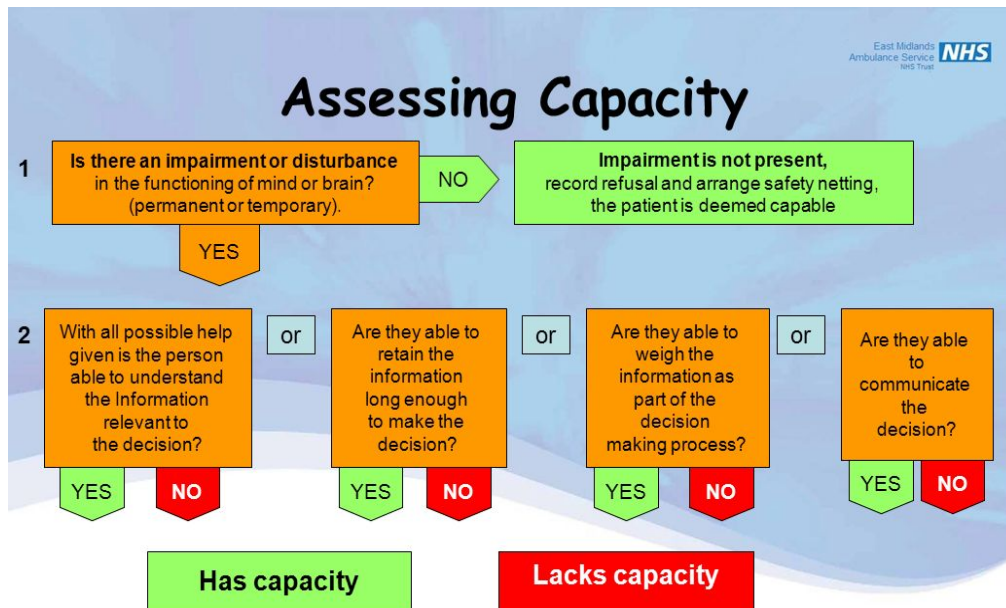 East Midlands
Ambulance Service
NHS Trust
NHS
Assessing Capacity
1
Is there an impairment or disturbance
in the functioning of mind or brain?
(permanent or temporary).
NO
Impairment is not present,
record refusal and arrange safety netting,
the patient is deemed capable
YES
2
With all possible help
given is the person
able to understand
the Information
relevant to
the decision?
or
Are they able to
retain the
information
long enough
to make the
decision?
or
Are they able to
weigh the
information as
part of the
decision
making process?
or
Are they able
to
communicate
the
decision?
YES
NO
YES
NO
YES
NO
YES
NO
Has capacity
Lacks capacity